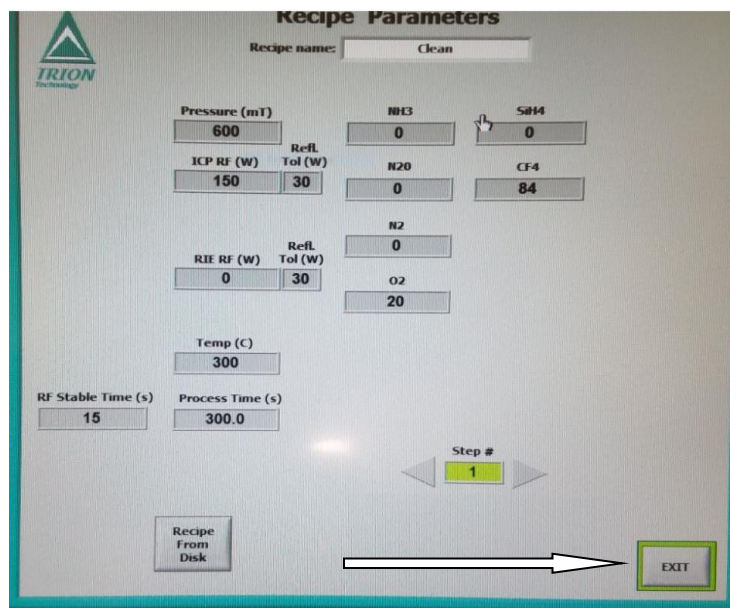 Recipe Parameters
Recipe name: Clean
TRION
Technology
Pressure (mT)
600
NH3
0
SiH4
0
ICP RF (W)
150
Refl.
Tol (W)
30
N20
0
CF4
84
N2
0
RIE RF (W)
0
Refl.
Tol (W)
30
O2
20
Temp (C)
300
RF Stable Time (s)
15
Process Time (s)
300.0
Step #
1
Recipe
From
Disk
EXIT